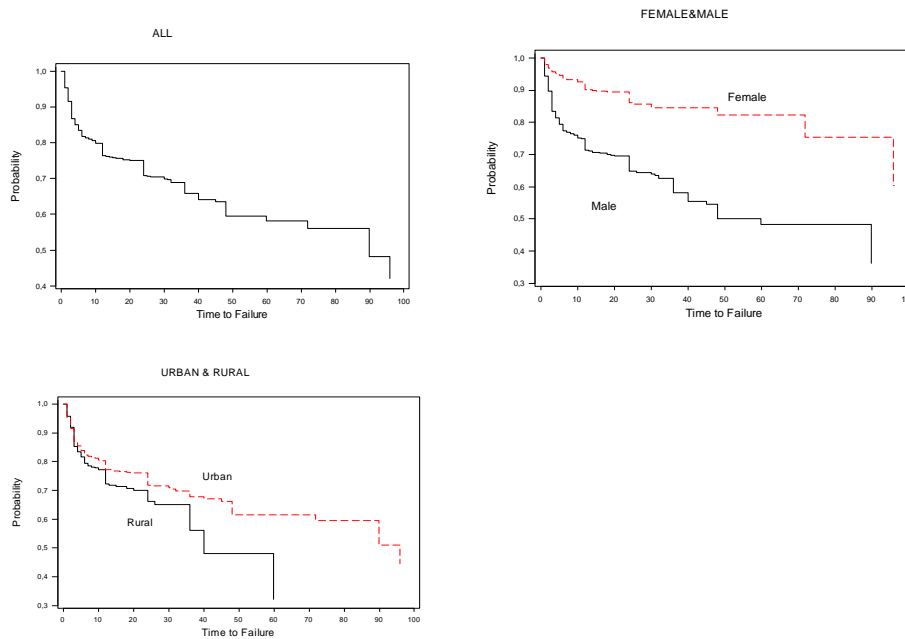 ALL
1,0
0,9
0,8
0,7
0,6
0,5
0,4
Probability
0 10 20 30 40 50 60 70 80 90 100
Time to Failure
FEMALE&MALE
1,0
0,9
0,8
0,7
0,6
0,5
0,4
0,3
Probability
Female
Male
0 10 20 30 40 50 60 70 80 90
Time to Failure
URBAN & RURAL
1,0
0,9
0,8
0,7
0,6
0,5
0,4
0,3
Probability
Urban
Rural
0 10 20 30 40 50 60 70 80 90 100
Time to Failure